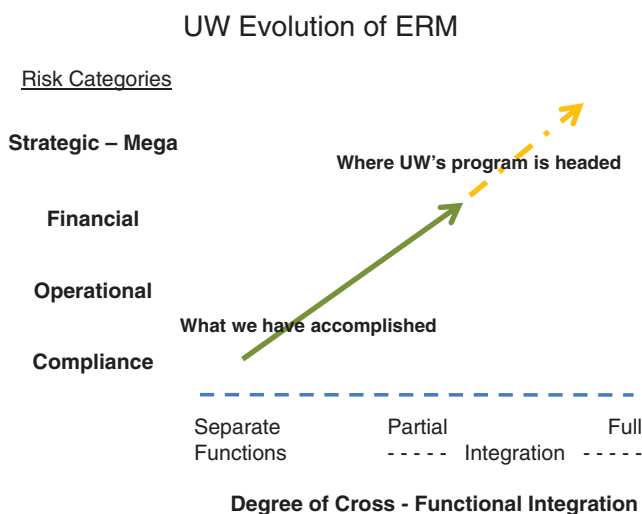 UW Evolution of ERM
Risk Categories
Strategic – Mega
Where UW's program is headed
Financial
Operational
What we have accomplished
Compliance
Separate Partial Full
Functions - - - - - Integration - - - - -
Degree of Cross - Functional Integration